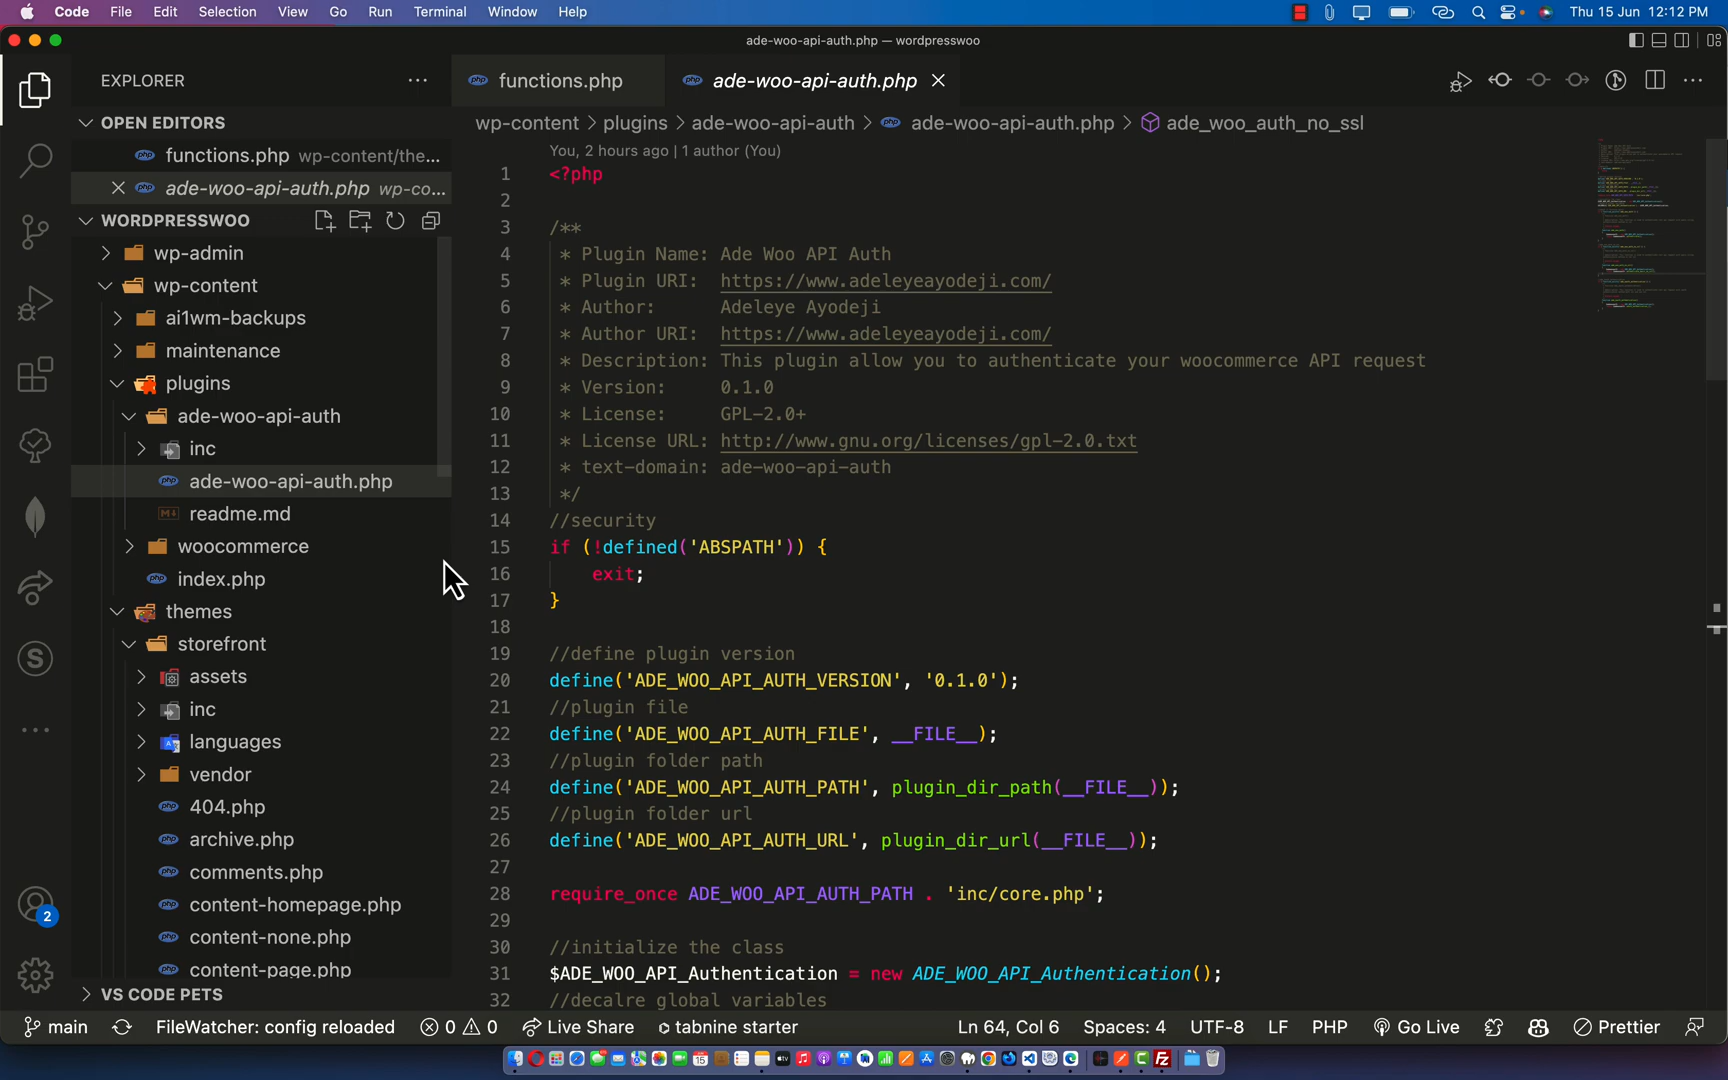 Code File Edit Selection View Go Run Terminal Window Help
Thu 15 Jun 12:12 PM
ade-woo-api-auth.php — wordpresswoo
EXPLORER ···
functions.php
ade-woo-api-auth.php
OPEN EDITORS
functions.php wp-content/the...
ade-woo-api-auth.php wp-co...
WORDPRESSWOO
wp-admin
wp-content
ai1wm-backups
maintenance
plugins
ade-woo-api-auth
inc
ade-woo-api-auth.php
readme.md
woocommerce
index.php
themes
storefront
assets
inc
languages
vendor
404.php
archive.php
comments.php
content-homepage.php
content-none.php
content-page.php
VS CODE PETS
2
wp-content > plugins > ade-woo-api-auth > ade-woo-api-auth.php > ade_woo_auth_no_ssl
You, 2 hours ago | 1 author (You)
1 <?php
2
3 /**
4 * Plugin Name: Ade Woo API Auth
5 * Plugin URI: https://www.adeleyeayodeji.com/
6 * Author: Adeleye Ayodeji
7 * Author URI: https://www.adeleyeayodeji.com/
8 * Description: This plugin allow you to authenticate your woocommerce API request
9 * Version: 0.1.0
10 * License: GPL-2.0+
11 * License URL: http://www.gnu.org/licenses/gpl-2.0.txt
12 * text-domain: ade-woo-api-auth
13 */
14 //security
15 if (!defined('ABSPATH')) {
16 exit;
17 }
18
19 //define plugin version
20 define('ADE_WOO_API_AUTH_VERSION', '0.1.0');
21 //plugin file
22 define('ADE_WOO_API_AUTH_FILE', __FILE__);
23 //plugin folder path
24 define('ADE_WOO_API_AUTH_PATH', plugin_dir_path(__FILE__));
25 //plugin folder url
26 define('ADE_WOO_API_AUTH_URL', plugin_dir_url(__FILE__));
27
28 require_once ADE_WOO_API_AUTH_PATH . 'inc/core.php';
29
30 //initialize the class
31 $ADE_WOO_API_Authentication = new ADE_WOO_API_Authentication();
32 //decalre global variables
main FileWatcher: config reloaded 0 0 Live Share tabnine starter Ln 64, Col 6 Spaces: 4 UTF-8 LF PHP Go Live Prettier